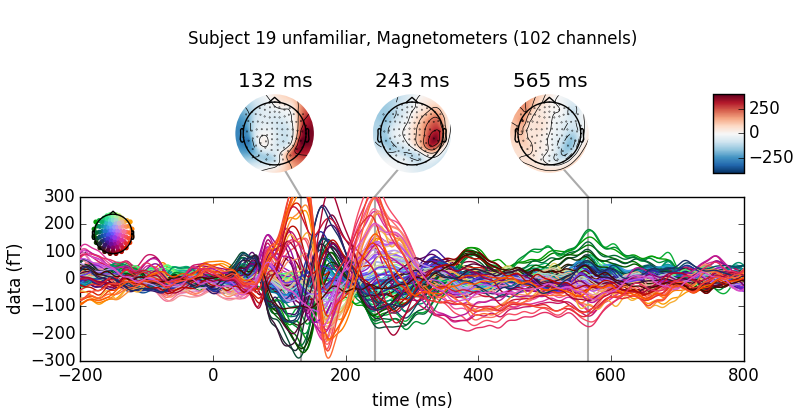 Subject 19 unfamiliar, Magnetometers (102 channels)
132 ms 243 ms 565 ms
250
0
−250
300
200
100
0
−100
−200
−300
data (fT)
−200 0 200 400 600 800
time (ms)